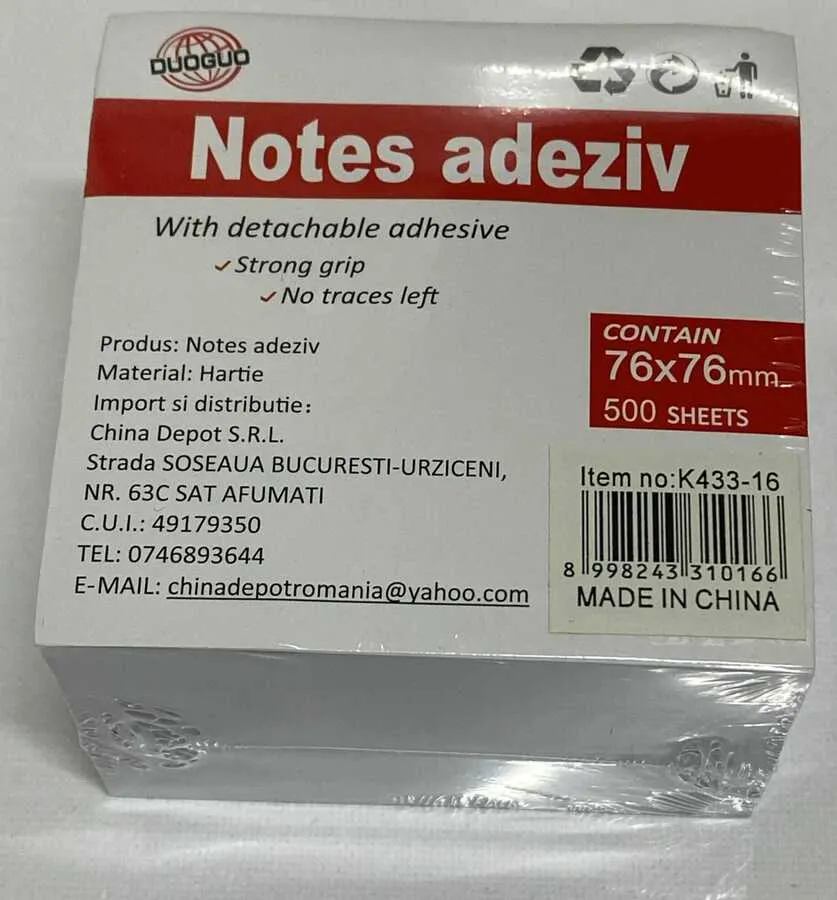 DUOGUO
Notes adeziv
With detachable adhesive
Strong grip
No traces left
Produs: Notes adeziv
Material: Hartie
Import si distributie:
China Depot S.R.L.
Strada SOSEAUA BUCURESTI-URZICENI,
NR. 63C SAT AFUMATI
C.U.I.: 49179350
TEL: 0746893644
E-MAIL: chinadepotromania@yahoo.com
CONTAIN
76x76mm
500 SHEETS
Item no:K433-16
8 998243 310166
MADE IN CHINA